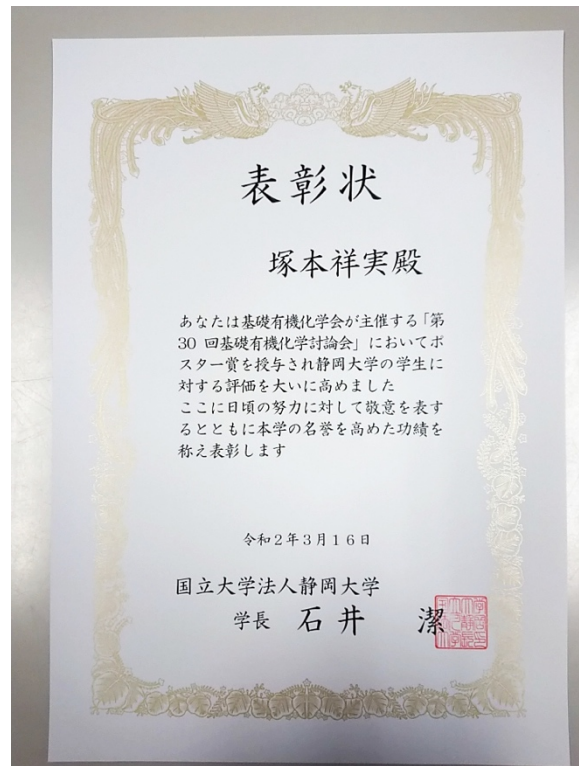 表彰状
塚本祥実殿
あなたは基礎有機化学会が主催する「第
30 回基礎有機化学討論会」においてポ
スター賞を授与され静岡大学の学生に
対する評価を大いに高めました
ここに日頃の努力に対して敬意を表す
るとともに本学の名誉を高めた功績を
称え表彰します
令和２年３月１６日
国立大学法人静岡大学
学長 石井 潔